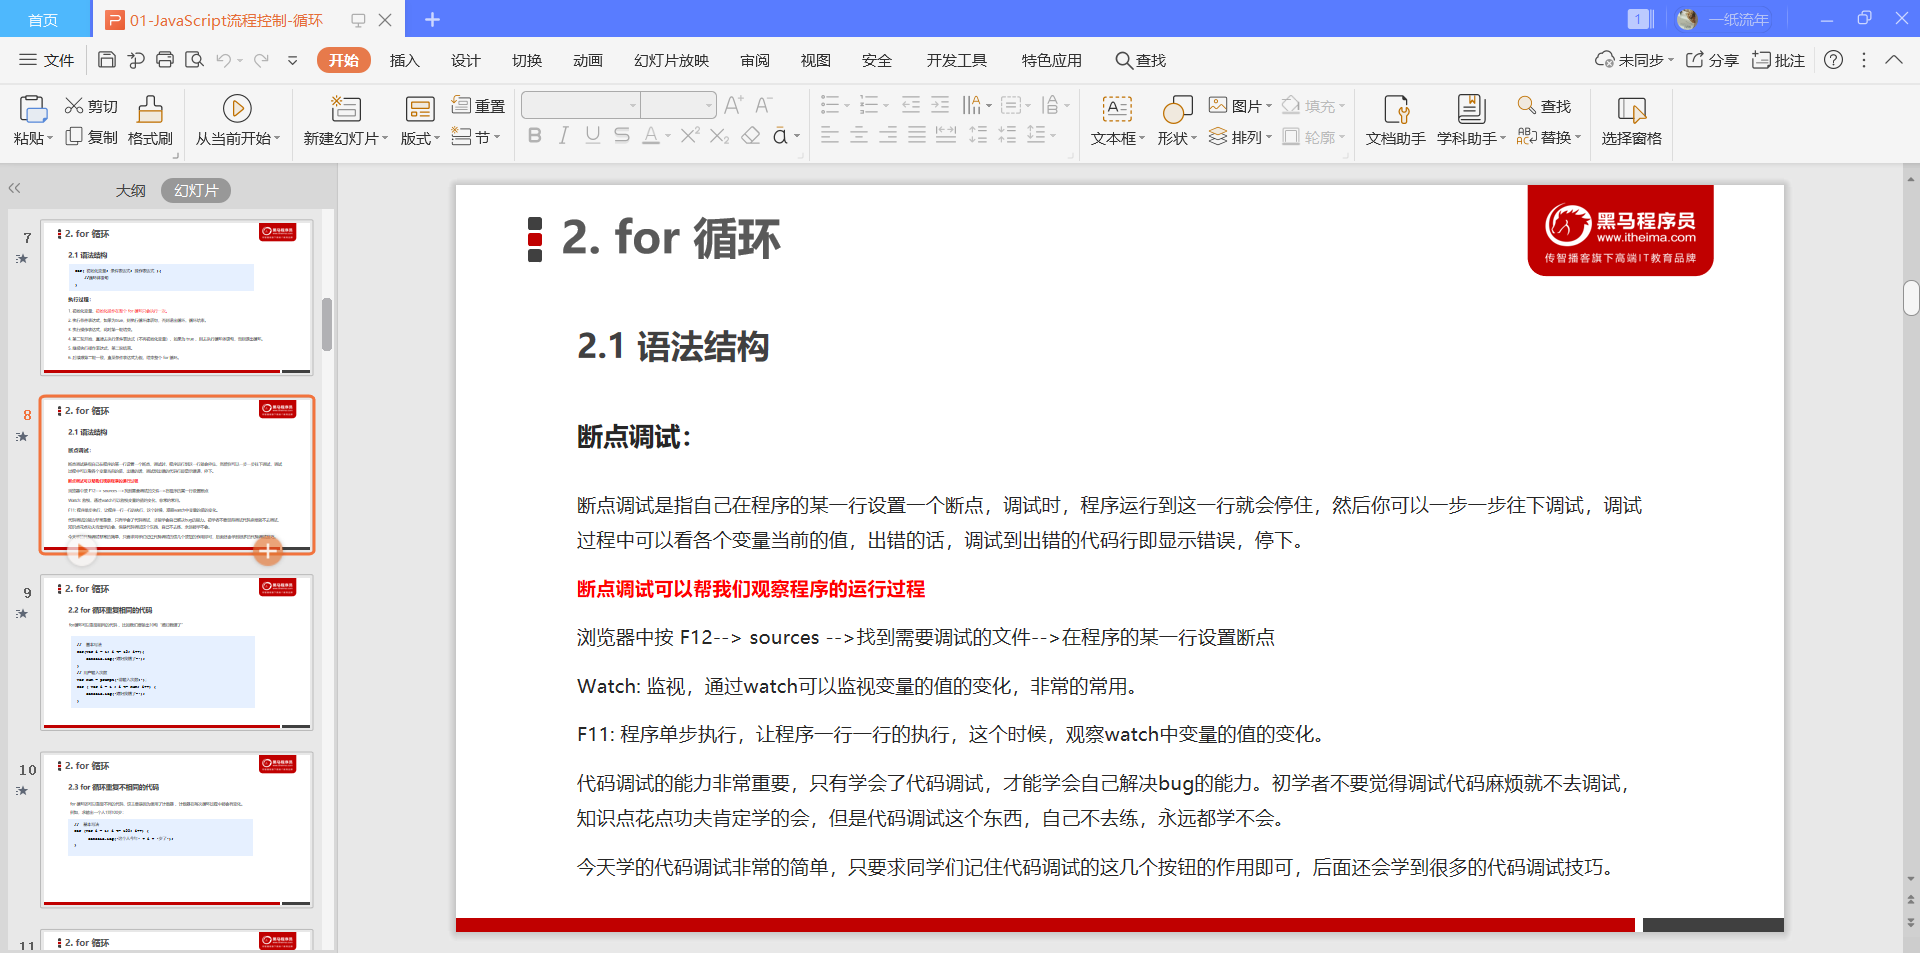 首页
01-JavaScript流程控制-循环
1
一纸流年
文件
开始
插入
设计
切换
动画
幻灯片放映
审阅
视图
安全
开发工具
特色应用
查找
未同步
分享
批注
粘贴
剪切
复制
格式刷
从当前开始
新建幻灯片
版式
重置
节
文本框
形状
图片
排列
填充
轮廓
文档助手
学科助手
查找
替换
选择窗格
大纲
幻灯片
7
2. for 循环
2.1 语法结构
执行过程：
8
2. for 循环
2.1 语法结构
断点调试：
9
2. for 循环
2.2 for 循环重复相同的代码
10
2. for 循环
2.3 for 循环重复不相同的代码
11
2. for 循环
2. for 循环
黑马程序员
www.itheima.com
传智播客旗下高端IT教育品牌
2.1 语法结构
断点调试：
断点调试是指自己在程序的某一行设置一个断点，调试时，程序运行到这一行就会停住，然后你可以一步一步往下调试，调试
过程中可以看各个变量当前的值，出错的话，调试到出错的代码行即显示错误，停下。
断点调试可以帮我们观察程序的运行过程
浏览器中按 F12--> sources -->找到需要调试的文件-->在程序的某一行设置断点
Watch: 监视，通过watch可以监视变量的值的变化，非常的常用。
F11: 程序单步执行，让程序一行一行的执行，这个时候，观察watch中变量的值的变化。
代码调试的能力非常重要，只有学会了代码调试，才能学会自己解决bug的能力。初学者不要觉得调试代码麻烦就不去调试，
知识点花点功夫肯定学的会，但是代码调试这个东西，自己不去练，永远都学不会。
今天学的代码调试非常的简单，只要求同学们记住代码调试的这几个按钮的作用即可，后面还会学到很多的代码调试技巧。